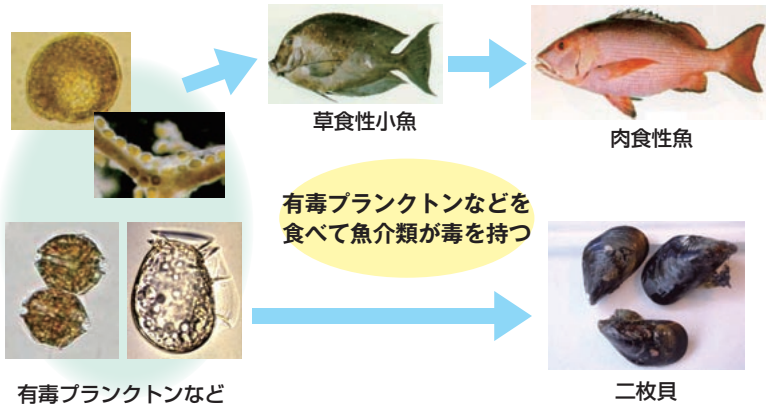 草食性小魚
肉食性魚
有毒プランクトンなどを
食べて魚介類が毒を持つ
有毒プランクトンなど
二枚貝